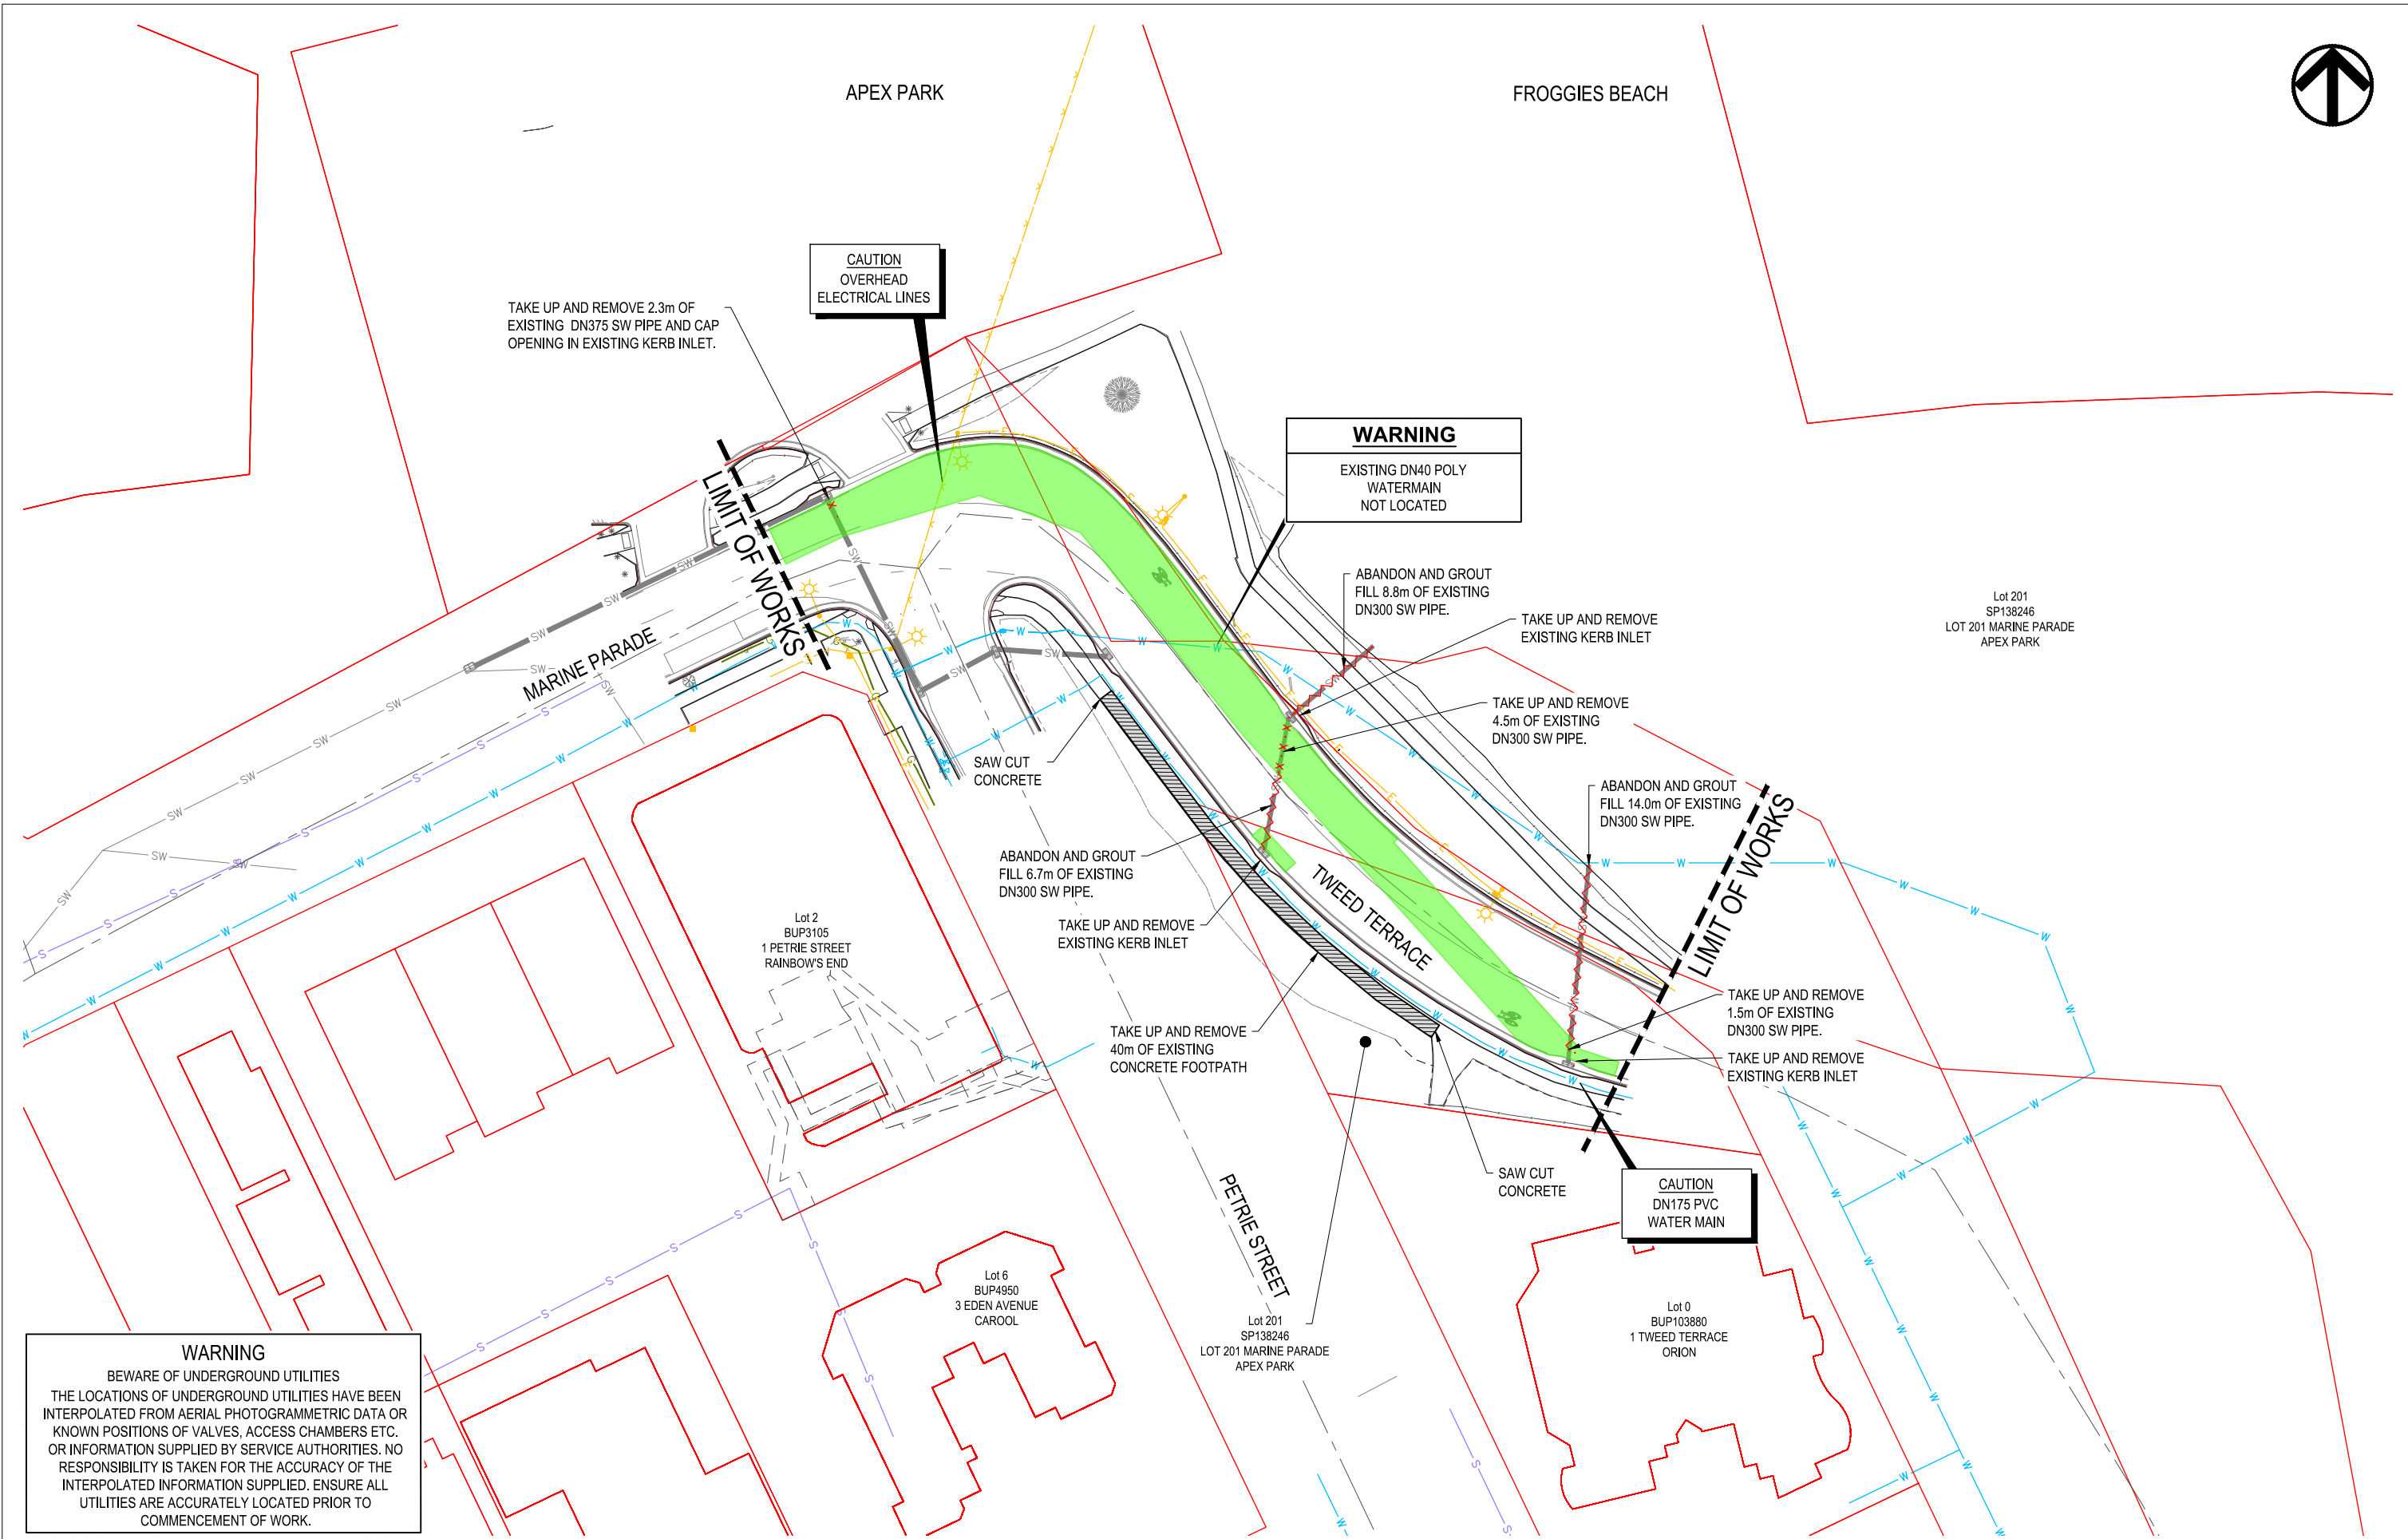 APEX PARK
FROGGIES BEACH
CAUTION
OVERHEAD
ELECTRICAL LINES
TAKE UP AND REMOVE 2.3m OF
EXISTING DN375 SW PIPE AND CAP
OPENING IN EXISTING KERB INLET.
WARNING
EXISTING DN40 POLY
WATERMAIN
NOT LOCATED
LIMIT OF WORKS
ABANDON AND GROUT
FILL 8.8m OF EXISTING
DN300 SW PIPE.
TAKE UP AND REMOVE
EXISTING KERB INLET
Lot 201
SP138246
LOT 201 MARINE PARADE
APEX PARK
MARINE PARADE
TAKE UP AND REMOVE
4.5m OF EXISTING
DN300 SW PIPE.
SAW CUT
CONCRETE
ABANDON AND GROUT
FILL 14.0m OF EXISTING
DN300 SW PIPE.
LIMIT OF WORKS
ABANDON AND GROUT
FILL 6.7m OF EXISTING
DN300 SW PIPE.
TWEED TERRACE
Lot 2
BUP3105
1 PETRIE STREET
RAINBOW'S END
TAKE UP AND REMOVE
EXISTING KERB INLET
TAKE UP AND REMOVE
1.5m OF EXISTING
DN300 SW PIPE.
TAKE UP AND REMOVE
40m OF EXISTING
CONCRETE FOOTPATH
TAKE UP AND REMOVE
EXISTING KERB INLET
SAW CUT
CONCRETE
CAUTION
DN175 PVC
WATER MAIN
PETRIE STREET
Lot 6
BUP4950
3 EDEN AVENUE
CAROOL
Lot 201
SP138246
LOT 201 MARINE PARADE
APEX PARK
Lot 0
BUP103880
1 TWEED TERRACE
ORION
WARNING
BEWARE OF UNDERGROUND UTILITIES
THE LOCATIONS OF UNDERGROUND UTILITIES HAVE BEEN
INTERPOLATED FROM AERIAL PHOTOGRAMMETRIC DATA OR
KNOWN POSITIONS OF VALVES, ACCESS CHAMBERS ETC.
OR INFORMATION SUPPLIED BY SERVICE AUTHORITIES. NO
RESPONSIBILITY IS TAKEN FOR THE ACCURACY OF THE
INTERPOLATED INFORMATION SUPPLIED. ENSURE ALL
UTILITIES ARE ACCURATELY LOCATED PRIOR TO
COMMENCEMENT OF WORK.